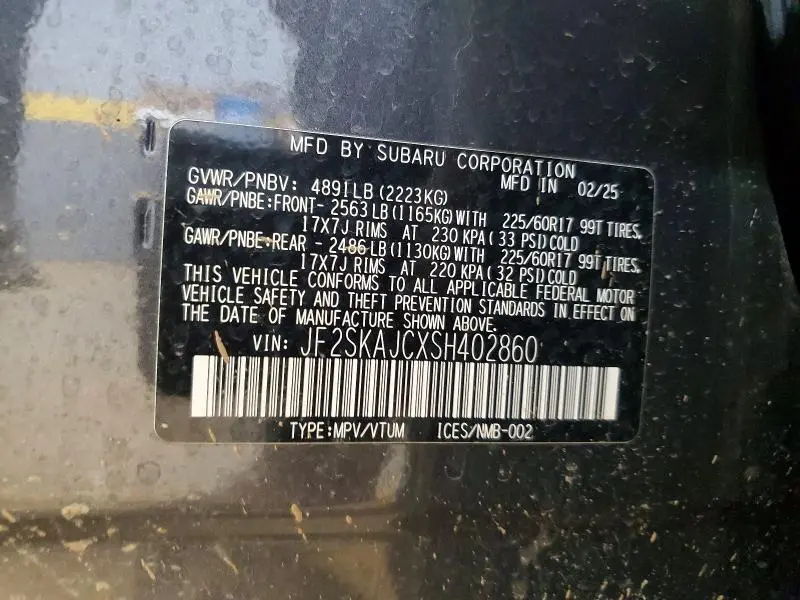 MFD BY SUBARU CORPORATION
MFD IN 02/25
GVWR/PNBV: 4891LB(2223KG)
GAWR/PNBE:FRONT- 2563LB(1165KG)WITH 225/60R17 99T TIRES,
17X7J RIMS AT 230 KPA( 33 PSI)COLD
GAWR/PNBE:REAR - 2486LB(1130KG)WITH 225/60R17 99T TIRES,
17X7J RIMS AT 220 KPA( 32 PSI)COLD
THIS VEHICLE CONFORMS TO ALL APPLICABLE FEDERAL MOTOR
VEHICLE SAFETY AND THEFT PREVENTION STANDARDS IN EFFECT ON
THE DATE OF MANUFACTURE SHOWN ABOVE.
VIN: JF2SKAJCXSH402860
TYPE:MPV/VTUM ICES/NMB-002